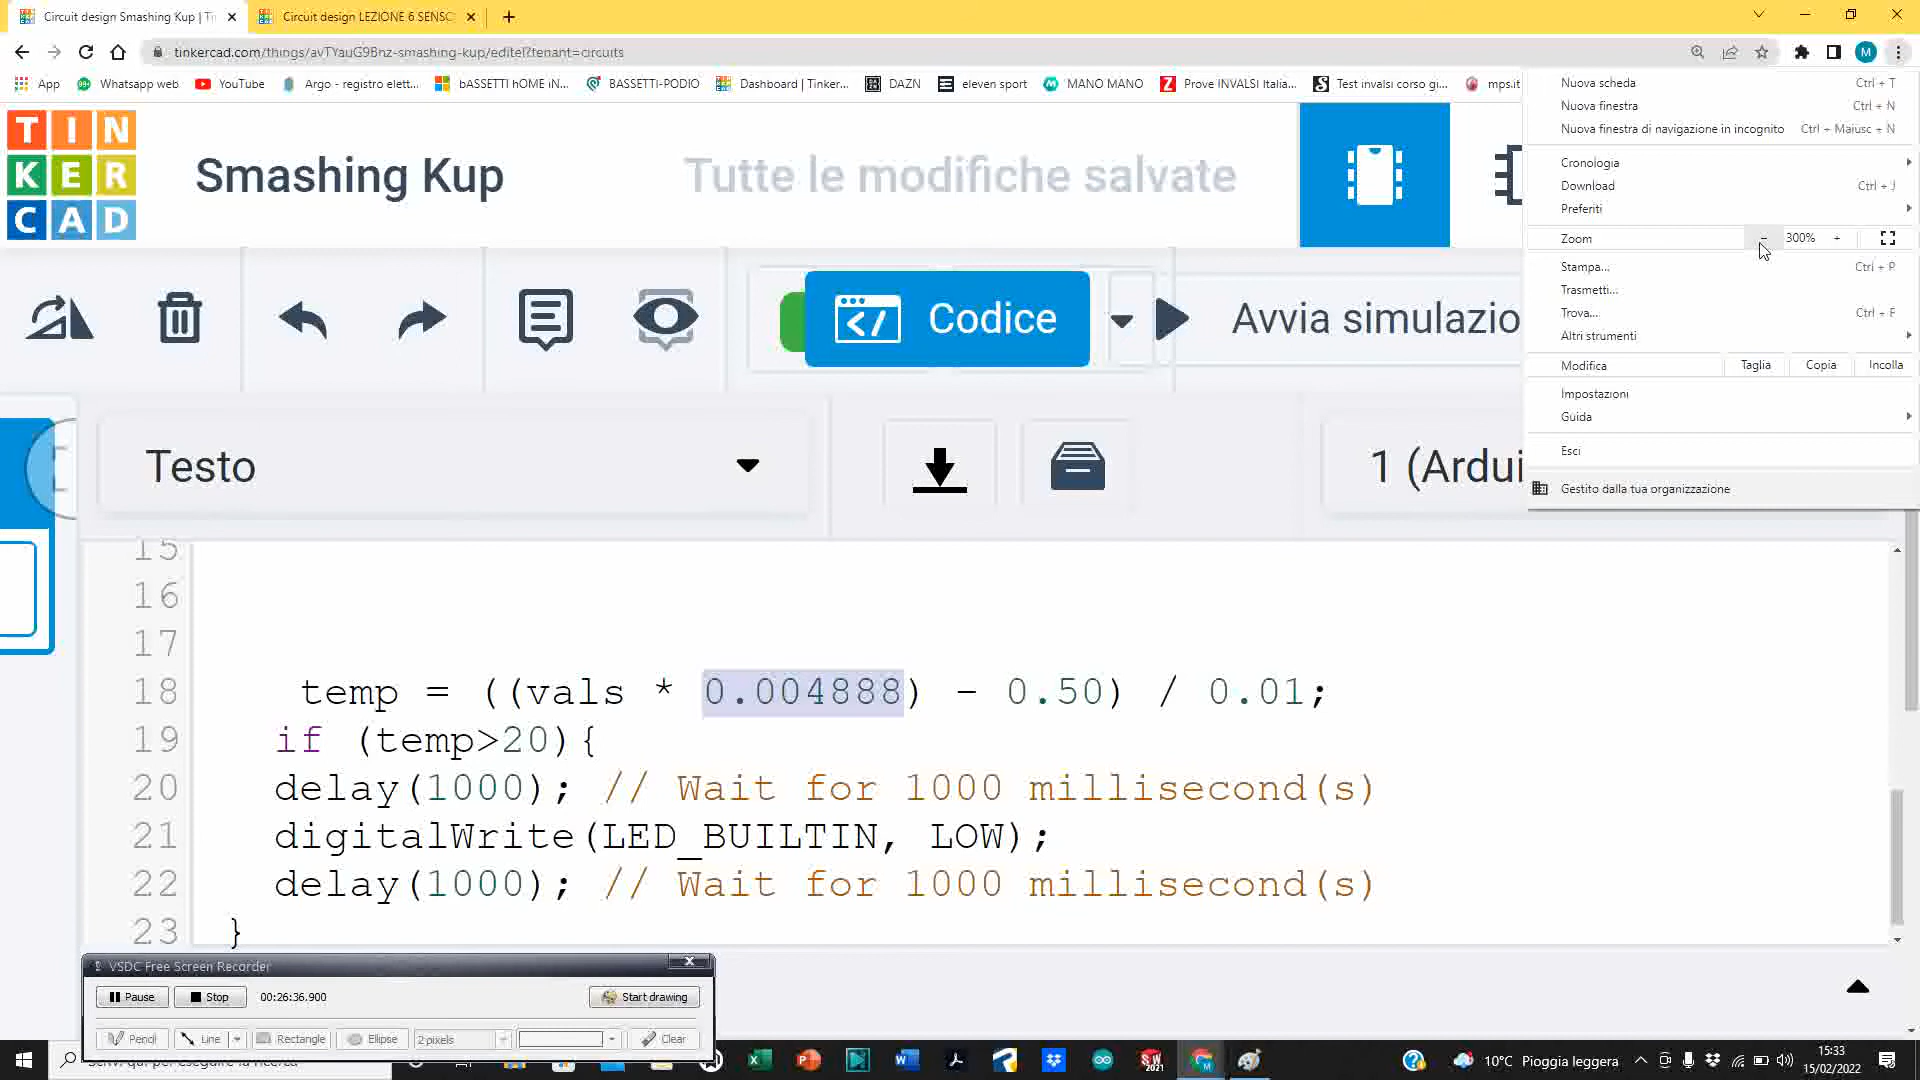 Circuit design Smashing Kup | Ti
Circuit design LEZIONE 6 SENSO
tinkercad.com/things/avTYauG9Bnz-smashing-kup/editel?tenant=circuits
M
App
Whatsapp web
YouTube
Argo - registro elett...
bASSETTI hOME iN...
BASSETTI-PODIO
Dashboard | Tinker...
DAZN
eleven sport
MANO MANO
Prove INVALSI Italia...
Test invalsi corso gi...
mps.it
Nuova scheda Ctrl + T
Nuova finestra Ctrl + N
Nuova finestra di navigazione in incognito Ctrl + Maiusc + N
Cronologia
Download Ctrl + J
Preferiti
Zoom - 300% +
Stampa... Ctrl + P
Trasmetti...
Trova... Ctrl + F
Altri strumenti
Modifica Taglia Copia Incolla
Impostazioni
Guida
Esci
Gestito dalla tua organizzazione
TIN
KER
CAD
Smashing Kup
Tutte le modifiche salvate
Codice
Avvia simulazio
Testo
1 (Ardui
15
16
17
18 temp = ((vals * 0.004888) - 0.50) / 0.01;
19 if (temp>20){
20 delay(1000); // Wait for 1000 millisecond(s)
21 digitalWrite(LED_BUILTIN, LOW);
22 delay(1000); // Wait for 1000 millisecond(s)
23 }
VSDC Free Screen Recorder
Pause
Stop
00:26:36.900
Start drawing
Pencil
Line
Rectangle
Ellipse
2 pixels
Clear
10°C Pioggia leggera
15:33
15/02/2022